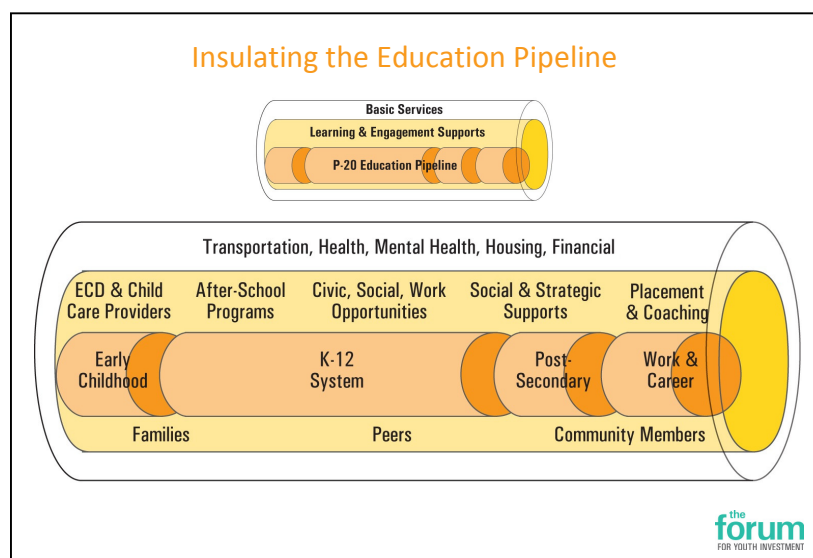 Insulating the Education Pipeline
Basic Services
Learning & Engagement Supports
P-20 Education Pipeline
Transportation, Health, Mental Health, Housing, Financial
ECD & Child
Care Providers
After-School
Programs
Civic, Social, Work
Opportunities
Social & Strategic
Supports
Placement
& Coaching
Early
Childhood
K-12
System
Post-
Secondary
Work &
Career
Families
Peers
Community Members
the
forum
FOR YOUTH INVESTMENT